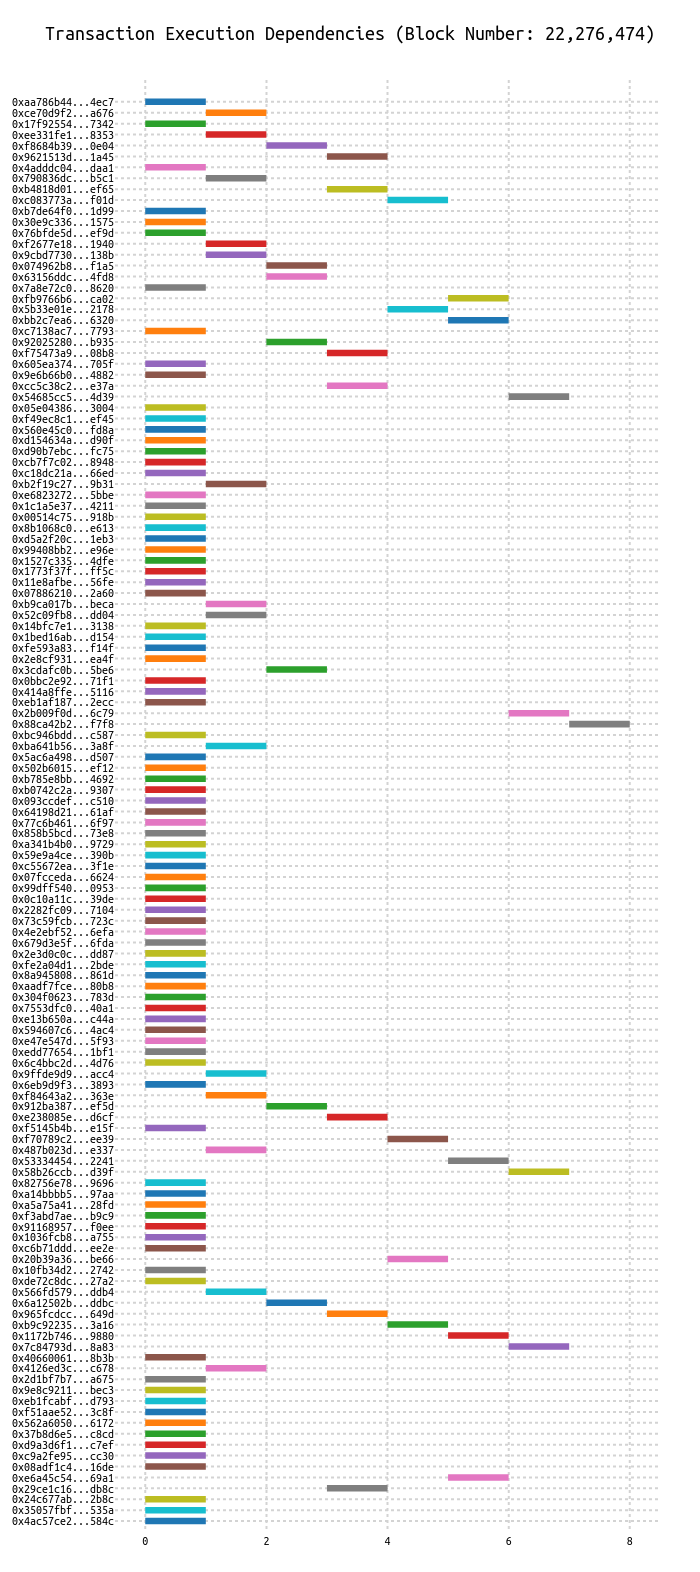 Transaction Execution Dependencies (Block Number: 22,276,474)
0xaa786b44...4ec7
0xce70d9f2...a676
0x17f92554...7342
0xee331fe1...8353
0xf8684b39...0e04
0x9621513d...1a45
0x4adddc04...daa1
0x790836dc...b5c1
0xb4818d01...ef65
0xc083773a...f01d
0xb7de64f0...1d99
0x30e9c336...1575
0x76bfde5d...ef9d
0xf2677e18...1940
0x9cbd7730...138b
0x074962b8...f1a5
0x63156ddc...4fd8
0x7a8e72c0...8620
0xfb9766b6...ca02
0x5b33e01e...2178
0xbb2c7ea6...6320
0xc7138ac7...7793
0x92025280...b935
0xf75473a9...08b8
0x605ea374...705f
0x9e6b66b0...4882
0xcc5c38c2...e37a
0x54685cc5...4d39
0x05e04386...3004
0xf49ec8c1...ef45
0x560e45c0...fd8a
0xd154634a...d90f
0xd90b7ebc...fc75
0xcb7f7c02...8948
0xc18dc21a...66ed
0xb2f19c27...9b31
0xe6823272...5bbe
0x1c1a5e37...4211
0x00514c75...918b
0x8b1068c0...e613
0xd5a2f20c...1eb3
0x99408bb2...e96e
0x1527c335...4dfe
0x1773f37f...ff5c
0x11e8afbe...56fe
0x07886210...2a60
0xb9ca017b...beca
0x52c09fb8...dd04
0x14bfc7e1...3138
0x1bed16ab...d154
0xfe593a83...f14f
0x2e8cf931...ea4f
0x3cdafc0b...5be6
0x0bbc2e92...71f1
0x414a8ffe...5116
0xeb1af187...2ecc
0x2b009f0d...6c79
0x88ca42b2...f7f8
0xbc946bdd...c587
0xba641b56...3a8f
0x5ac6a498...d507
0x502b6015...ef12
0xb785e8bb...4692
0xb0742c2a...9307
0x093ccdef...c510
0x64198d21...61af
0x77c6b461...6f97
0x858b5bcd...73e8
0xa341b4b0...9729
0x59e9a4ce...390b
0xc55672ea...3f1e
0x07fcceda...6624
0x99dff540...0953
0x0c10a11c...39de
0x2282fc09...7104
0x73c59fcb...723c
0x4e2ebf52...6efa
0x679d3e5f...6fda
0x2e3d0c0c...dd87
0xfe2a04d1...2bde
0x8a945808...861d
0xaadf7fce...80b8
0x304f0623...783d
0x7553dfc0...40a1
0xe13b650a...c44a
0x594607c6...4ac4
0xe47e547d...5f93
0xedd77654...1bf1
0x6c4bbc2d...4d76
0x9ffde9d9...acc4
0x6eb9d9f3...3893
0xf84643a2...363e
0x912ba387...ef5d
0xe238085e...d6cf
0xf5145b4b...e15f
0xf70789c2...ee39
0x487b023d...e337
0x53334454...2241
0x58b26ccb...d39f
0x82756e78...9696
0xa14bbbb5...97aa
0xa5a75a41...28fd
0xf3abd7ae...b9c9
0x91168957...f0ee
0x1036fcb8...a755
0xc6b71ddd...ee2e
0x20b39a36...be66
0x10fb34d2...2742
0xde72c8dc...27a2
0x566fd579...ddb4
0x6a12502b...ddbc
0x965fcdcc...649d
0xb9c92235...3a16
0x1172b746...9880
0x7c84793d...8a83
0x40660061...8b3b
0x4126ed3c...c678
0x2d1bf7b7...a675
0x9e8c9211...bec3
0xeb1fcabf...d793
0xf51aae52...3c8f
0x562a6050...6172
0x37b8d6e5...c8cd
0xd9a3d6f1...c7ef
0xc9a2fe95...cc30
0x08adf1c4...16de
0xe6a45c54...69a1
0x29ce1c16...db8c
0x24c677ab...2b8c
0x35057fbf...535a
0x4ac57ce2...584c
0 2 4 6 8